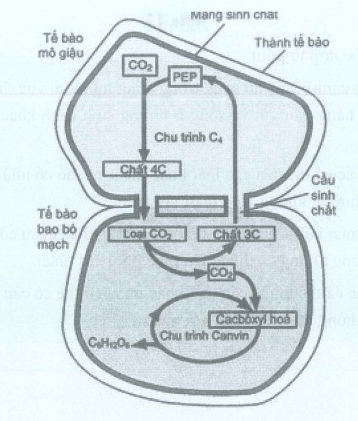 Màng sinh chất
Tế bào
mô giậu
Thành tế bào
CO₂
PEP
Chu trình C₄
Chất 4C
Cầu
sinh
chất
Tế bào
bao bó
mạch
Loại CO₂
Chất 3C
CO₂
Cacboxyl hoá
Chu trình Canvin
C₆H₁₂O₆